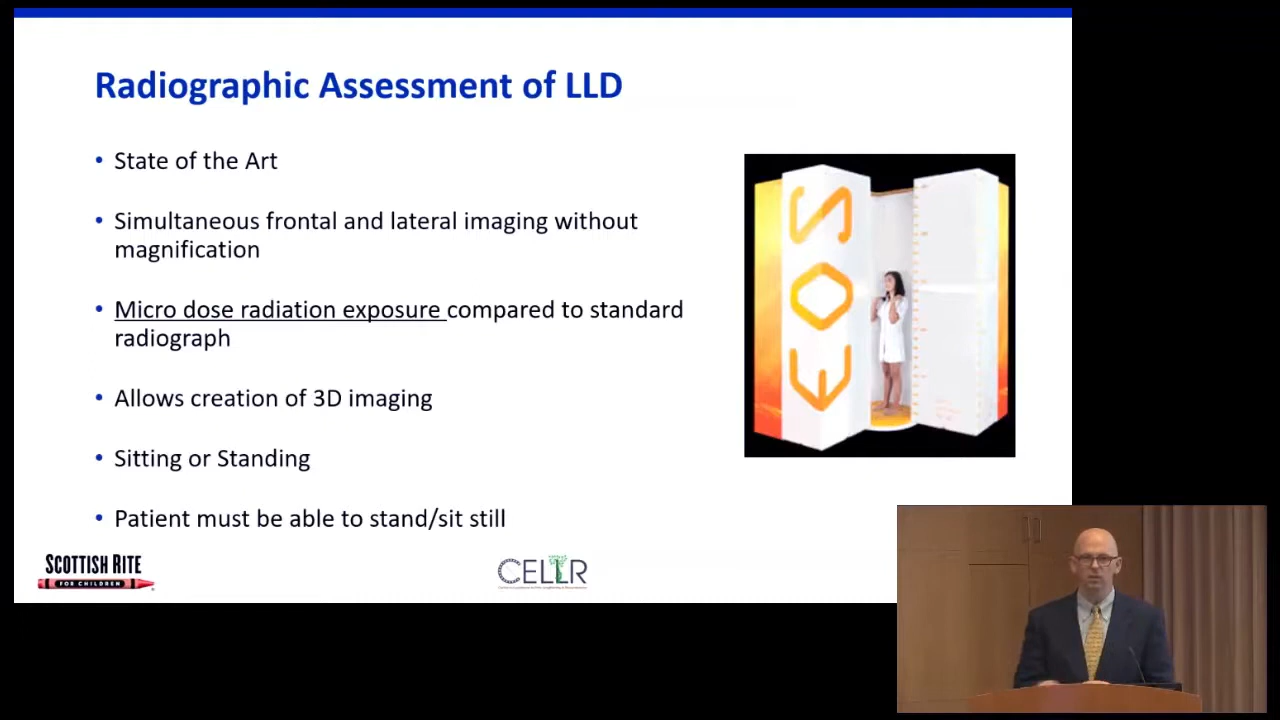 Radiographic Assessment of LLD
• State of the Art
• Simultaneous frontal and lateral imaging without
magnification
• Micro dose radiation exposure compared to standard
radiograph
• Allows creation of 3D imaging
• Sitting or Standing
• Patient must be able to stand/sit still
EOS
SCOTTISH RITE
FOR CHILDREN
CELLR